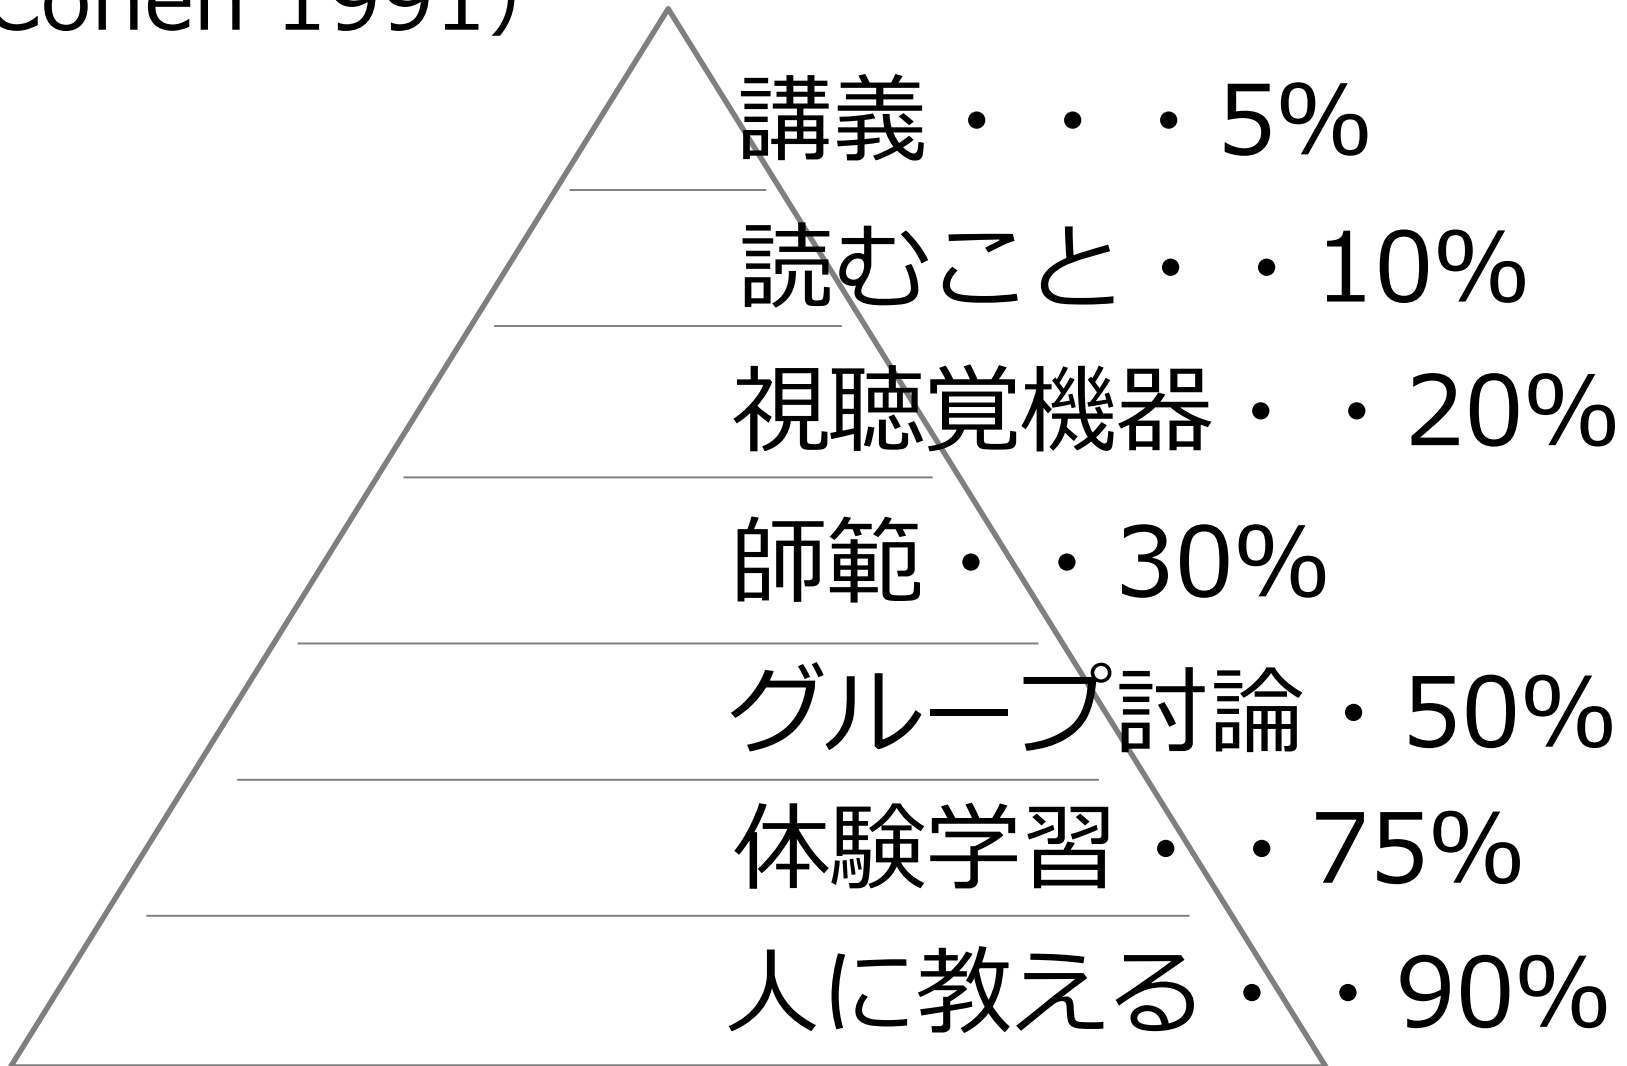 Cohen 1991)
講義・・・5%
読むこと・・10%
視聴覚機器・・20%
師範・・30%
グループ討論・50%
体験学習・・75%
人に教える・・90%